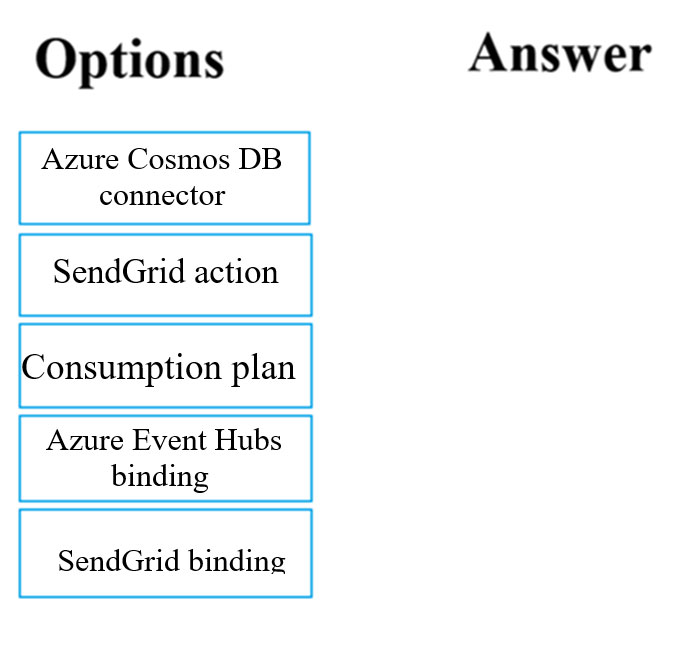 Options
Answer
Azure Cosmos DB
connector
SendGrid action
Consumption plan
Azure Event Hubs
binding
SendGrid binding